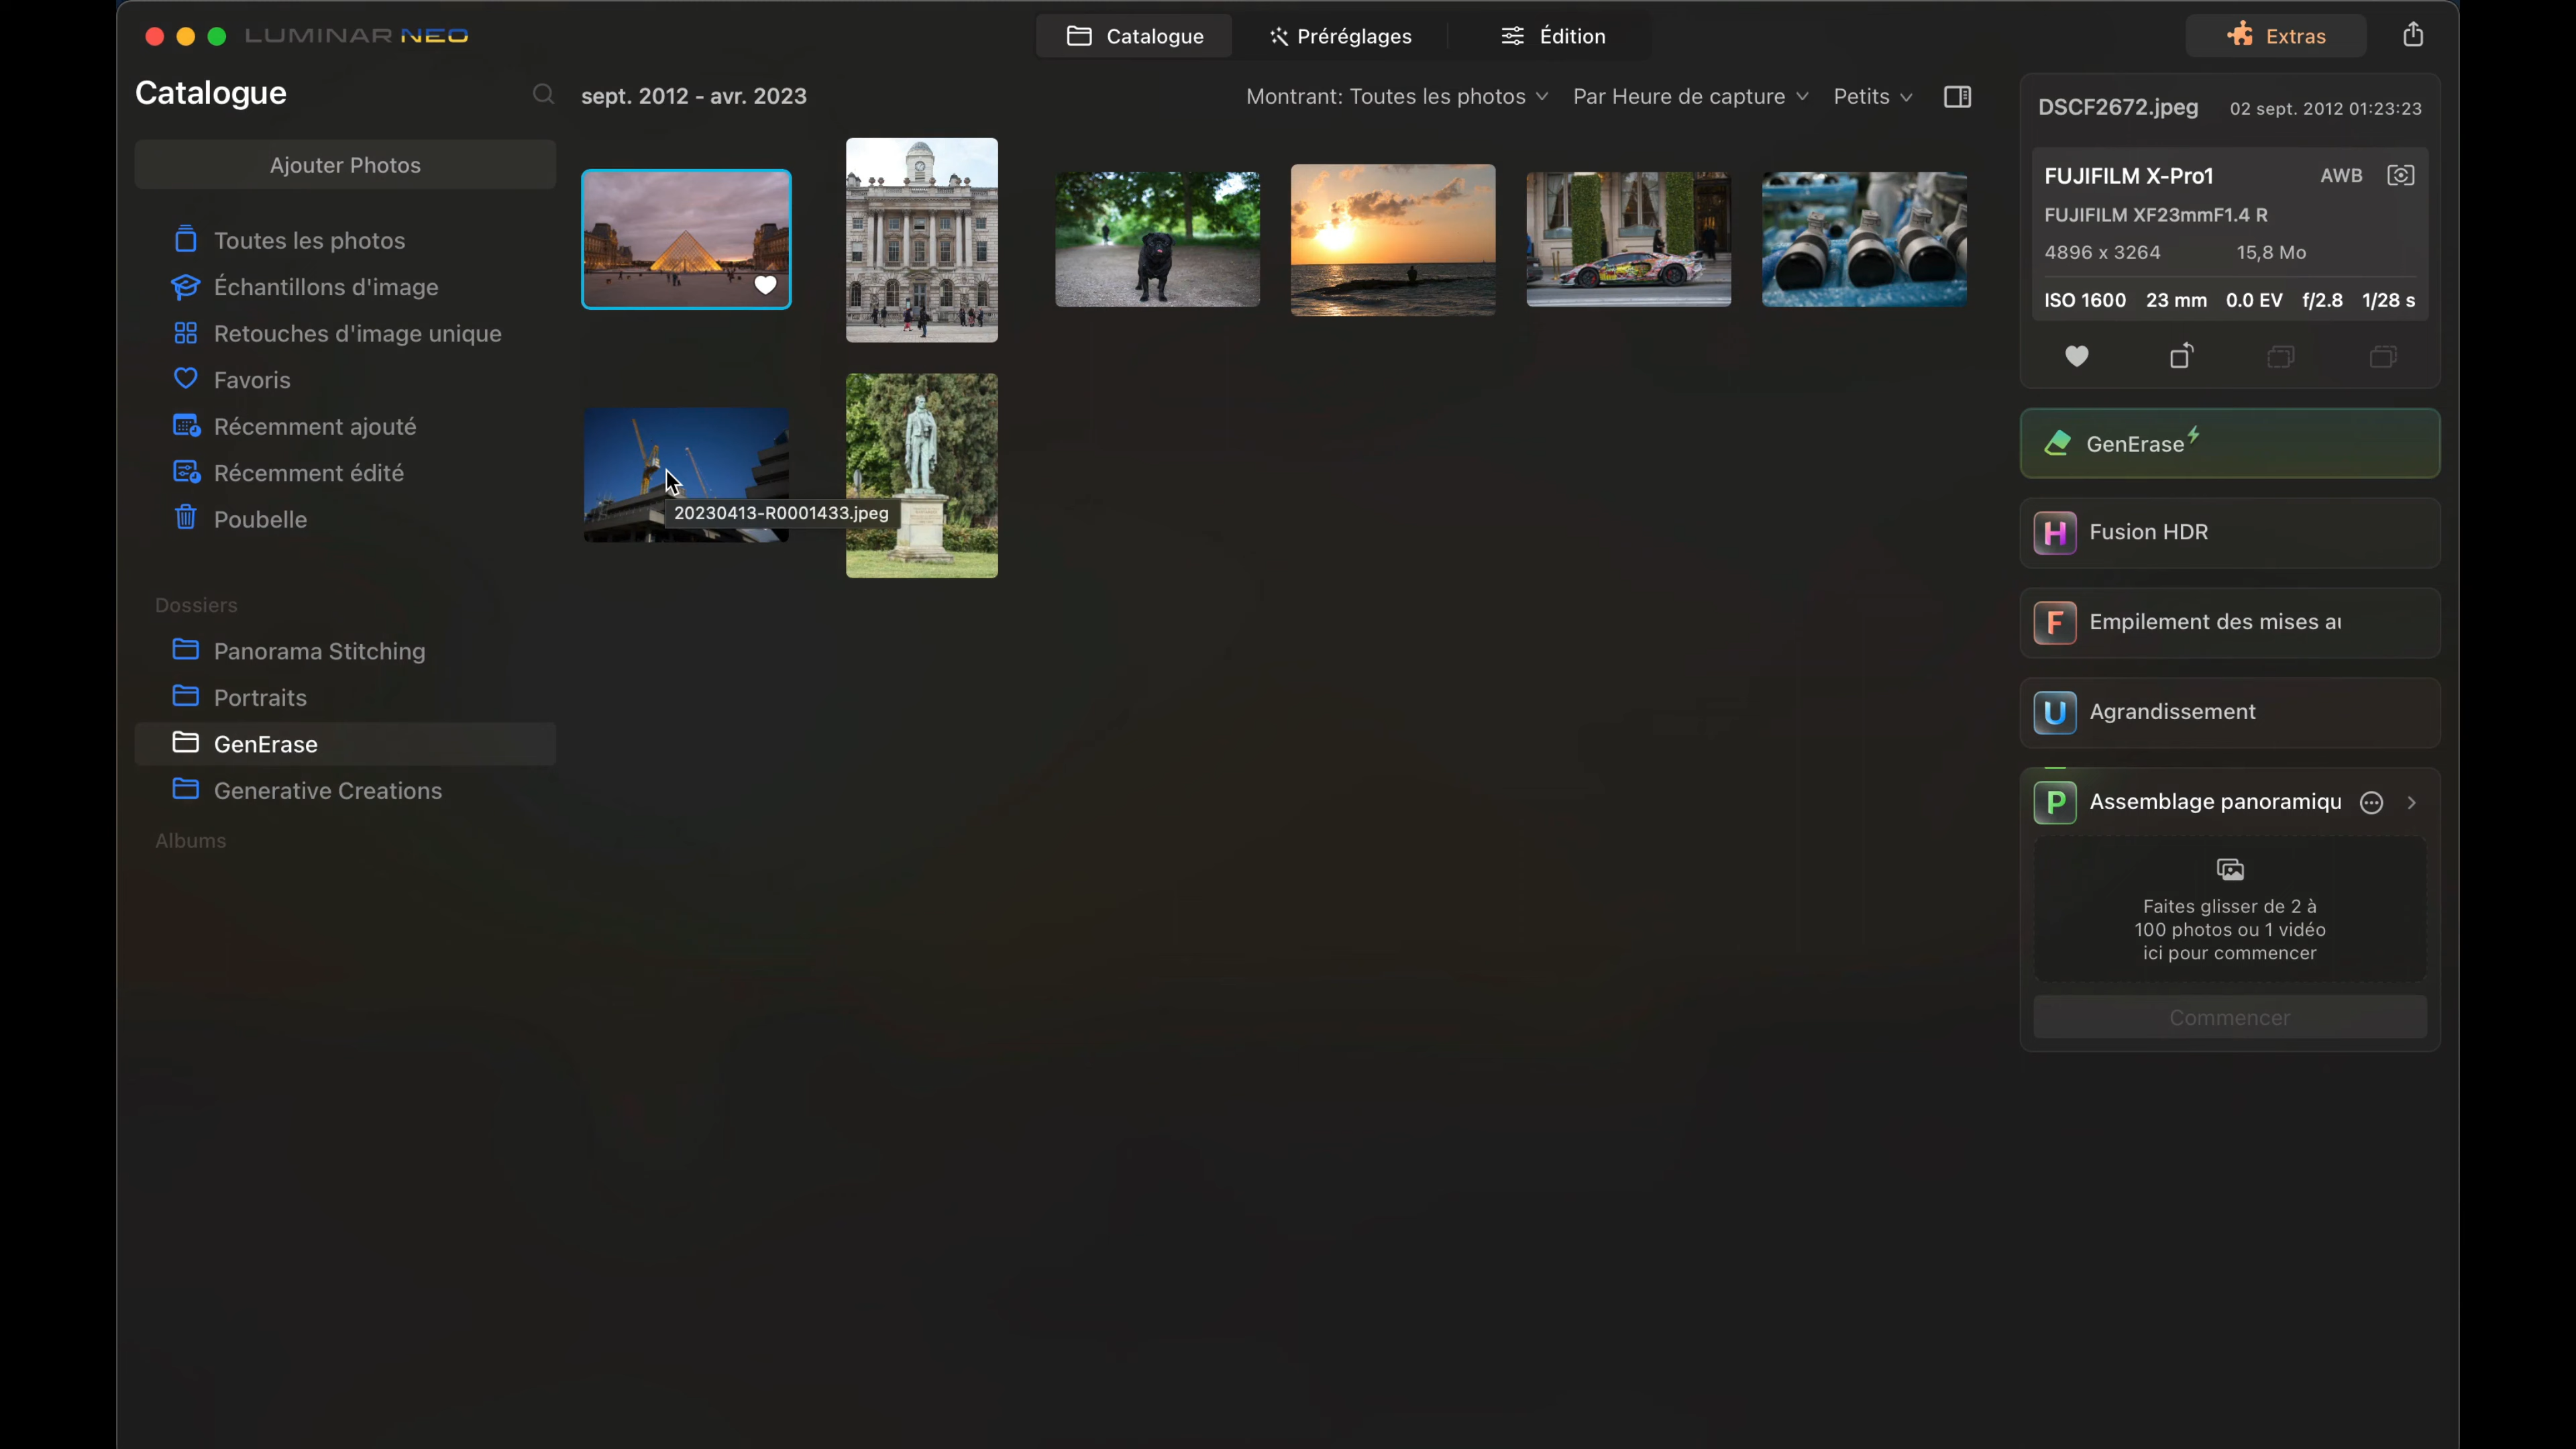 LUMINAR NEO
Catalogue
Préréglages
Édition
Extras
Catalogue
sept. 2012 - avr. 2023
Montrant: Toutes les photos
Par Heure de capture
Petits
Ajouter Photos
Toutes les photos
Échantillons d'image
Retouches d'image unique
Favoris
Récemment ajouté
Récemment édité
Poubelle
Dossiers
Panorama Stitching
Portraits
GenErase
Generative Creations
Albums
20230413-R0001433.jpeg
DSCF2672.jpeg 02 sept. 2012 01:23:23
FUJIFILM X-Pro1 AWB
FUJIFILM XF23mmF1.4 R
4896 x 3264 15,8 Mo
ISO 1600 23 mm 0.0 EV f/2.8 1/28 s
GenErase
H Fusion HDR
F Empilement des mises au
U Agrandissement
P Assemblage panoramiqu
Faites glisser de 2 à
100 photos ou 1 vidéo
ici pour commencer
Commencer